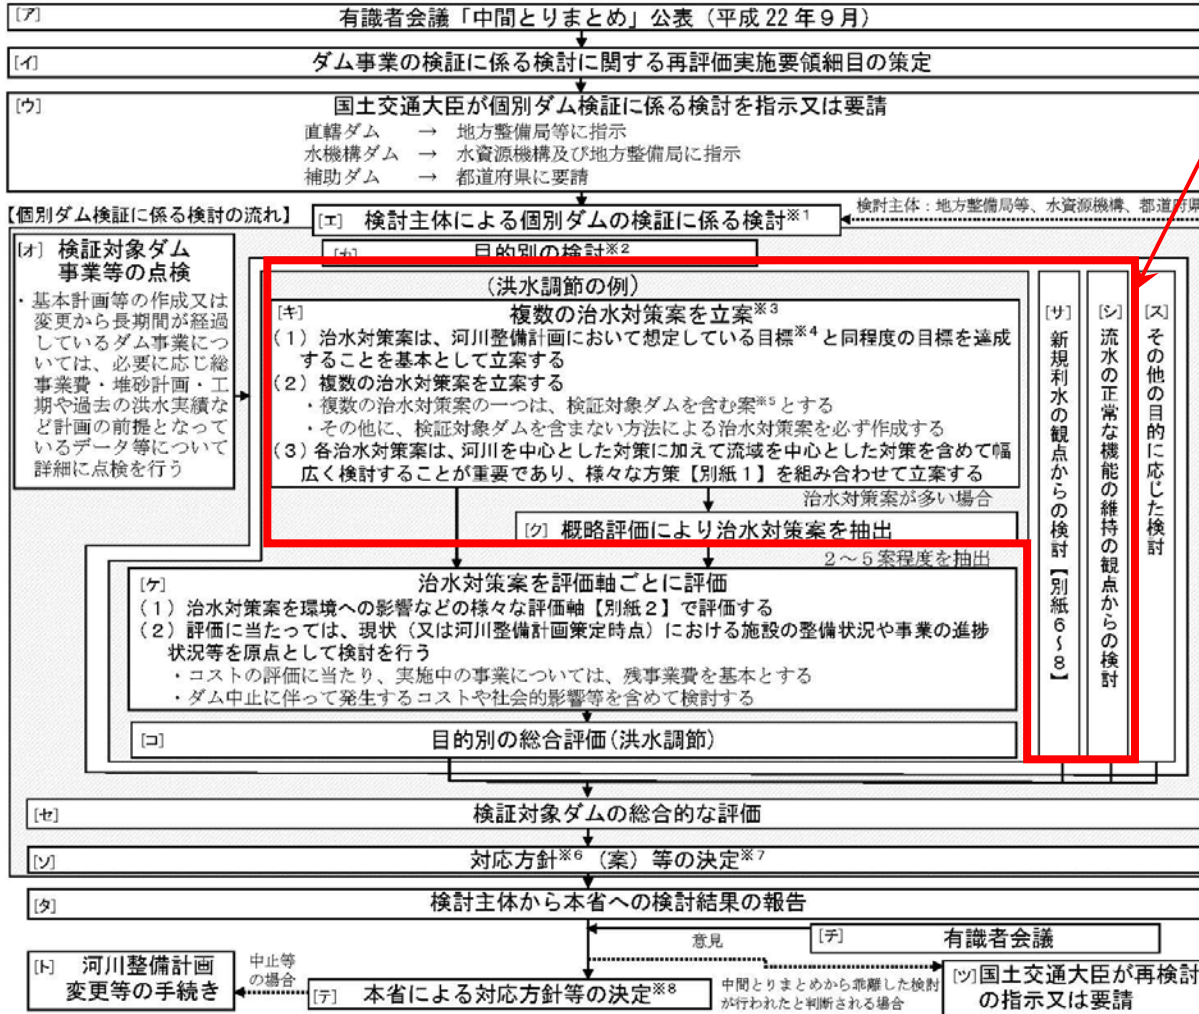 [ア] 有識者会議「中間とりまとめ」公表（平成22年９月）
[イ] ダム事業の検証に係る検討に関する再評価実施要領細目の策定
[ウ] 国土交通大臣が個別ダム検証に係る検討を指示又は要請
直轄ダム → 地方整備局等に指示
水機構ダム → 水資源機構及び地方整備局に指示
補助ダム → 都道府県に要請
【個別ダム検証に係る検討の流れ】
[エ] 検討主体による個別ダムの検証に係る検討※1
検討主体：地方整備局等、水資源機構、都道府県
[オ] 検証対象ダム
事業等の点検
・基本計画等の作成又は
変更から長期間が経過
しているダム事業につ
いては、必要に応じ総
事業費・堆砂計画・工
期や過去の洪水実績な
ど計画の前提となって
いるデータ等について
詳細に点検を行う
[カ] 目的別の検討※2
（洪水調節の例）
[キ] 複数の治水対策案を立案※3
（１）治水対策案は、河川整備計画において想定している目標※4と同程度の目標を達成
することを基本として立案する
（２）複数の治水対策案を立案する
・複数の治水対策案の一つは、検証対象ダムを含む案※5とする
・その他に、検証対象ダムを含まない方法による治水対策案を必ず作成する
（３）各治水対策案は、河川を中心とした対策に加えて流域を中心とした対策を含めて幅
広く検討することが重要であり、様々な方策【別紙１】を組み合わせて立案する
治水対策案が多い場合
[ク] 概略評価により治水対策案を抽出
２～５案程度を抽出
[ケ] 治水対策案を評価軸ごとに評価
（１）治水対策案を環境への影響などの様々な評価軸【別紙２】で評価する
（２）評価に当たっては、現状（又は河川整備計画策定時点）における施設の整備状況や事業の進捗
状況等を原点として検討を行う
・コストの評価に当たり、実施中の事業については、残事業費を基本とする
・ダム中止に伴って発生するコストや社会的影響等を含めて検討する
[コ] 目的別の総合評価（洪水調節）
[サ] 新規利水の観点からの検討【別紙６～８】
[シ] 流水の正常な機能の維持の観点からの検討
[ス] その他の目的に応じた検討
[セ] 検証対象ダムの総合的な評価
[ソ] 対応方針※6（案）等の決定※7
[タ] 検討主体から本省への検討結果の報告
意見
[チ] 有識者会議
[ト] 河川整備計画
変更等の手続き
中止等
の場合
[テ] 本省による対応方針等の決定※8
中間とりまとめから乖離した検討
が行われたと判断される場合
[ツ] 国土交通大臣が再検討
の指示又は要請